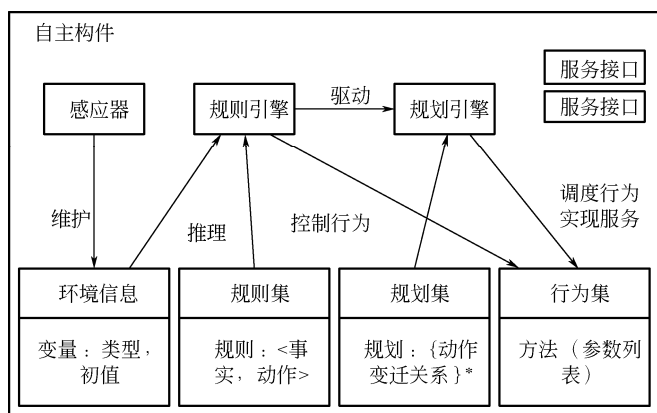 自主构件
服务接口
服务接口
感应器
规则引擎
驱动
规划引擎
维护
推理
控制行为
调度行为
实现服务
环境信息
规则集
规划集
行为集
变量：类型，
初值
规则：<事
实，动作>
规划：{动作
变迁关系}*
方法（参数列
表）